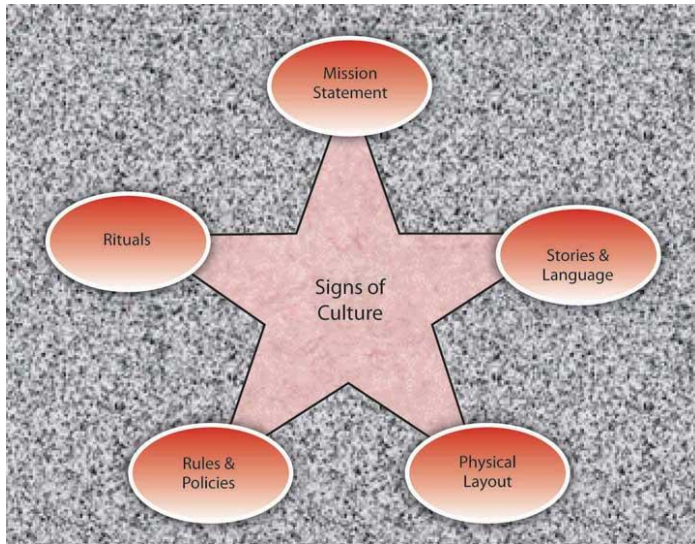 Mission
Statement
Rituals
Stories &
Language
Signs of
Culture
Rules &
Policies
Physical
Layout